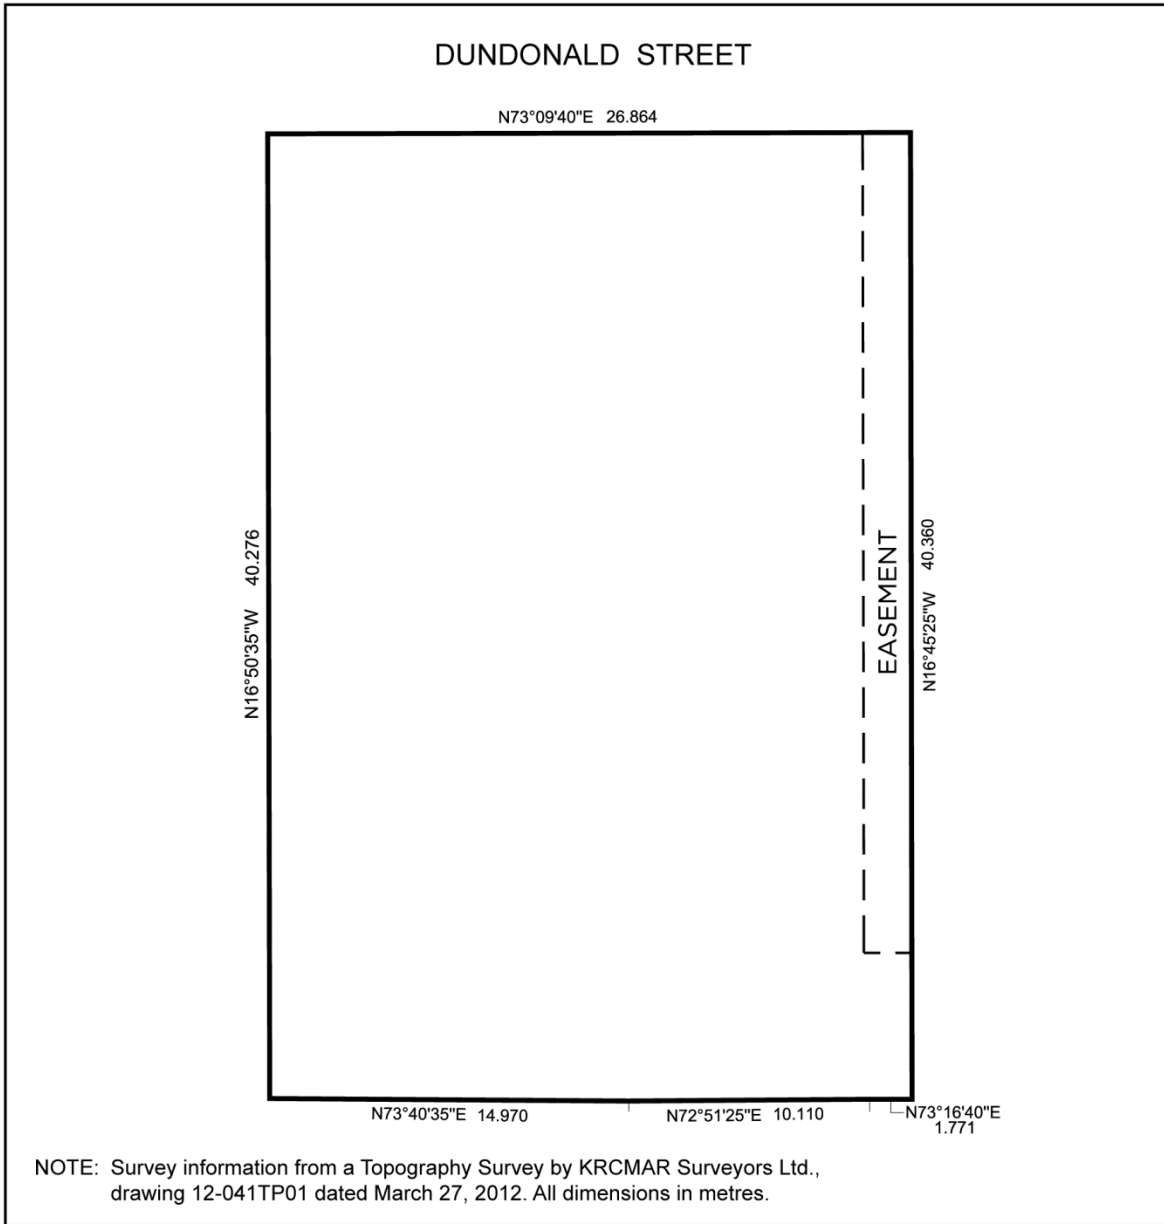 DUNDONALD STREET
N73°09'40"E 26.864
N16°50'35"W 40.276
EASEMENT
N16°45'25"W 40.360
N73°40'35"E 14.970
N72°51'25"E 10.110
N73°16'40"E
1.771
NOTE: Survey information from a Topography Survey by KRCMAR Surveyors Ltd.,
drawing 12-041TP01 dated March 27, 2012. All dimensions in metres.